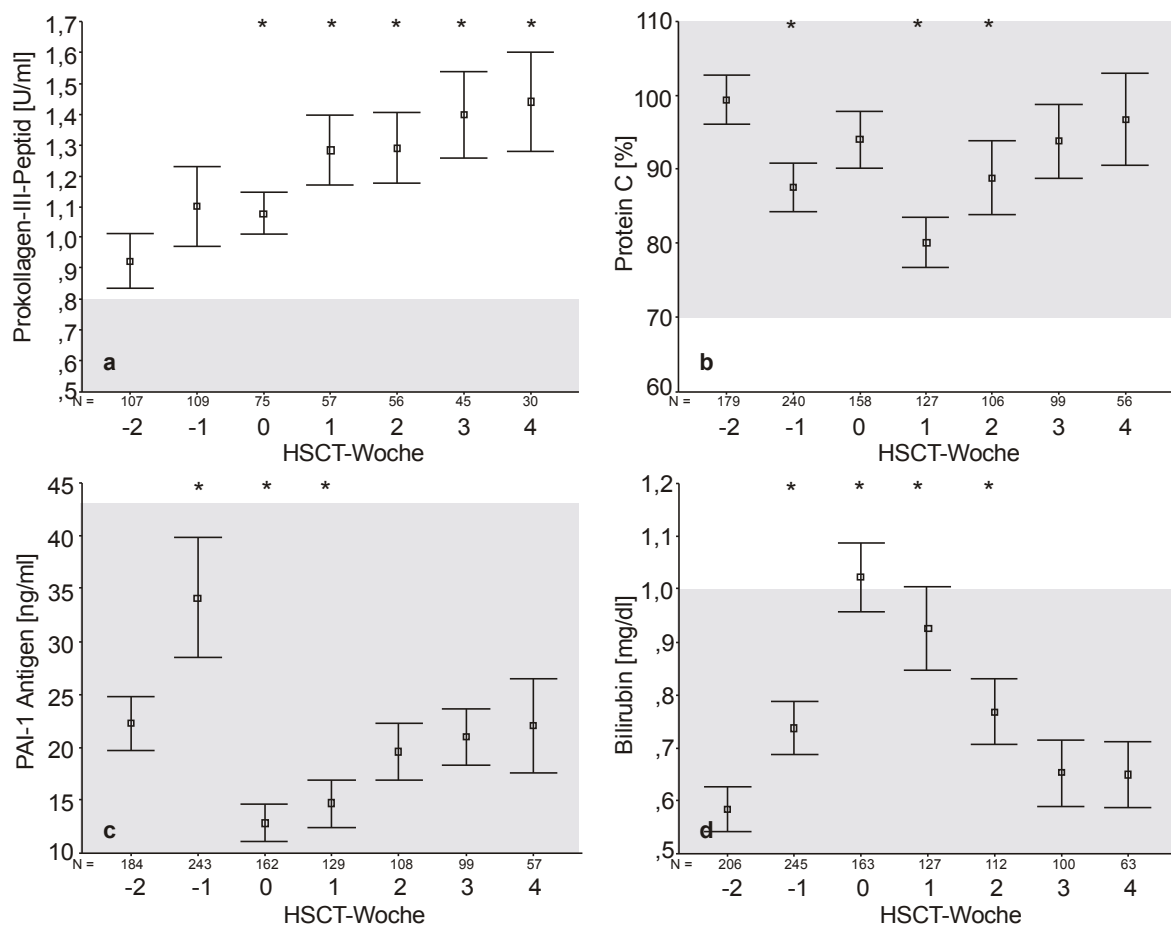 Prokollagen-III-Peptid [U/ml]
1,7
1,6
1,5
1,4
1,3
1,2
1,1
1,0
,9
,8
,7
,6
,5
* * * * *
a
N = 107 109 75 57 56 45 30
-2 -1 0 1 2 3 4
HSCT-Woche
Protein C [%]
110
100
90
80
70
60
* * *
b
N = 179 240 158 127 106 99 56
-2 -1 0 1 2 3 4
HSCT-Woche
PAI-1 Antigen [ng/ml]
45
40
35
30
25
20
15
10
* * *
c
N = 184 243 162 129 108 99 57
-2 -1 0 1 2 3 4
HSCT-Woche
Bilirubin [mg/dl]
1,2
1,1
1,0
,9
,8
,7
,6
,5
* * * *
d
N = 206 245 163 127 112 100 63
-2 -1 0 1 2 3 4
HSCT-Woche